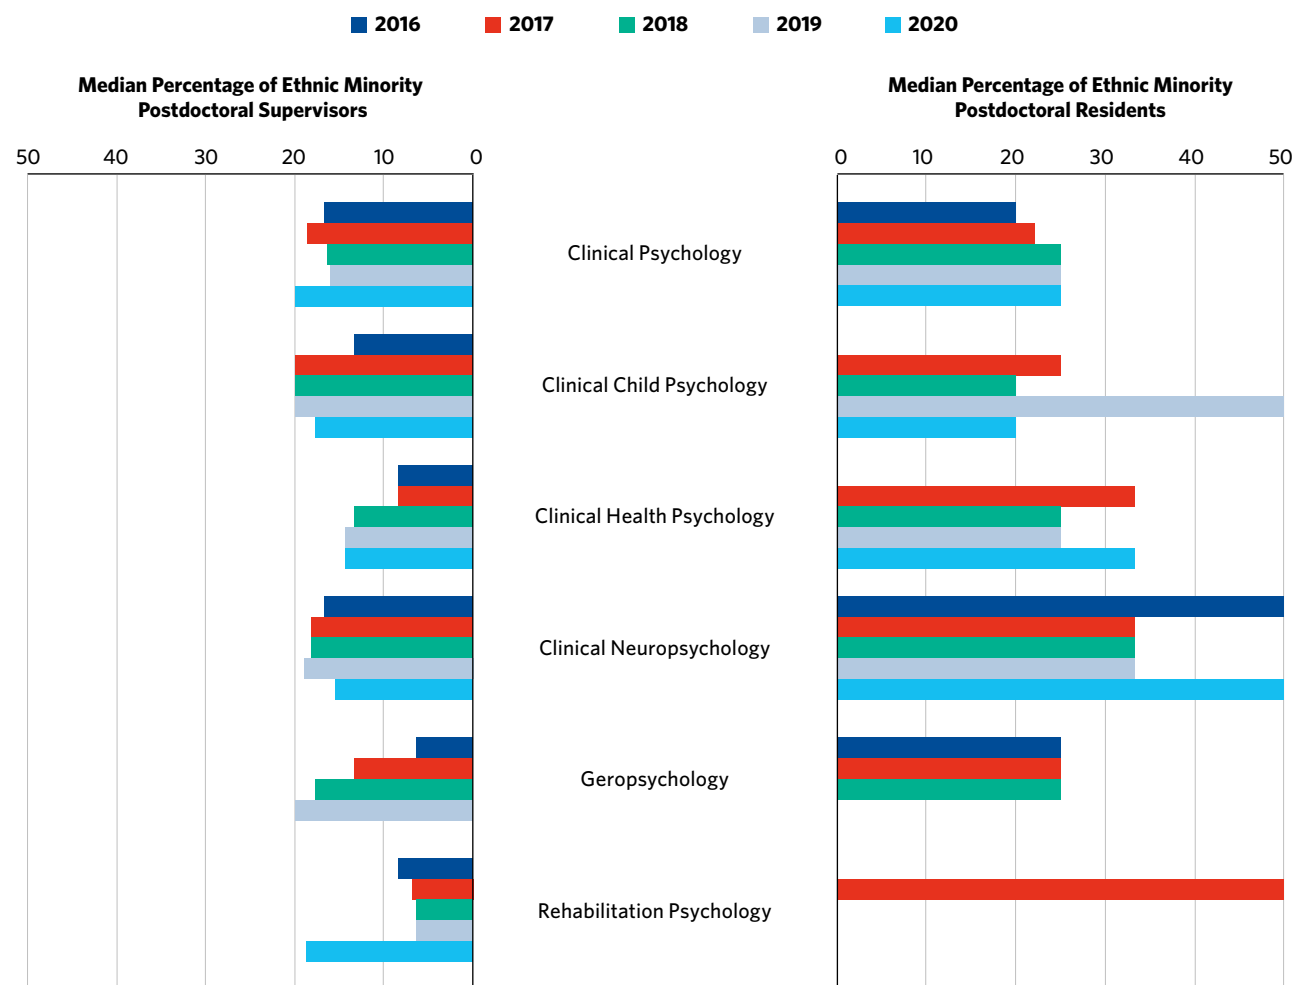 2016 2017 2018 2019 2020
Median Percentage of Ethnic Minority
Postdoctoral Supervisors
50 40 30 20 10 0
Median Percentage of Ethnic Minority
Postdoctoral Residents
0 10 20 30 40 50
Clinical Psychology
Clinical Child Psychology
Clinical Health Psychology
Clinical Neuropsychology
Geropsychology
Rehabilitation Psychology